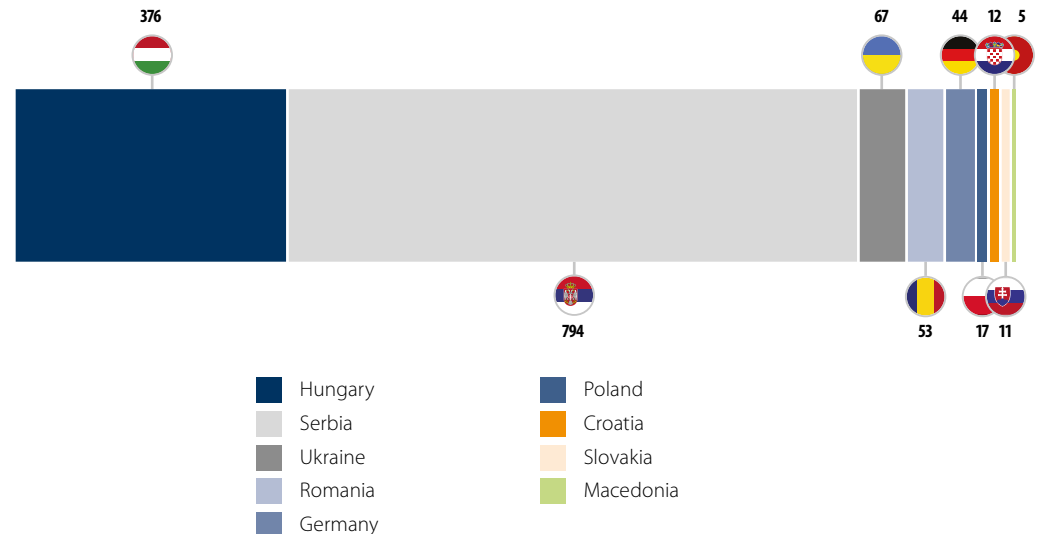 376 67 44 12 5
794 53 17 11
Hungary
Serbia
Ukraine
Romania
Germany
Poland
Croatia
Slovakia
Macedonia